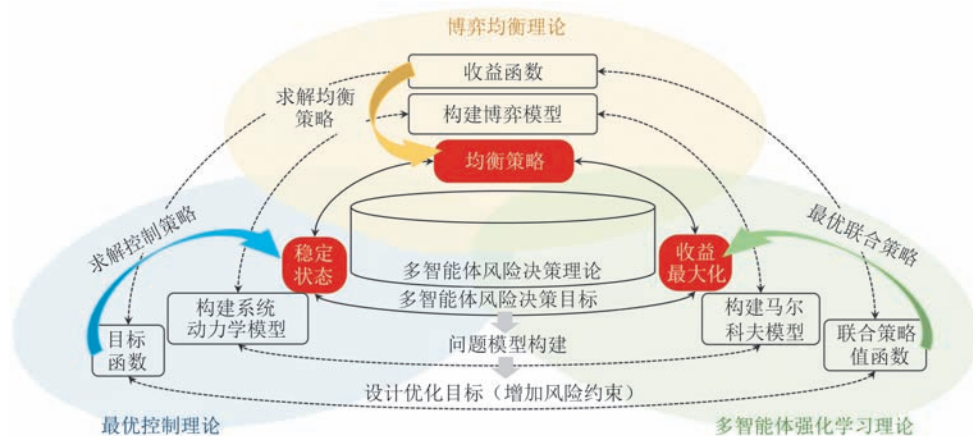 博弈均衡理论
收益函数
求解均衡
策略
构建博弈模型
均衡策略
求解控制策略
最优联合策略
稳定
状态
收益
最大化
多智能体风险决策理论
多智能体风险决策目标
构建系统
动力学模型
构建马尔
科夫模型
目标
函数
问题模型构建
联合策略
值函数
设计优化目标（增加风险约束）
最优控制理论
多智能体强化学习理论